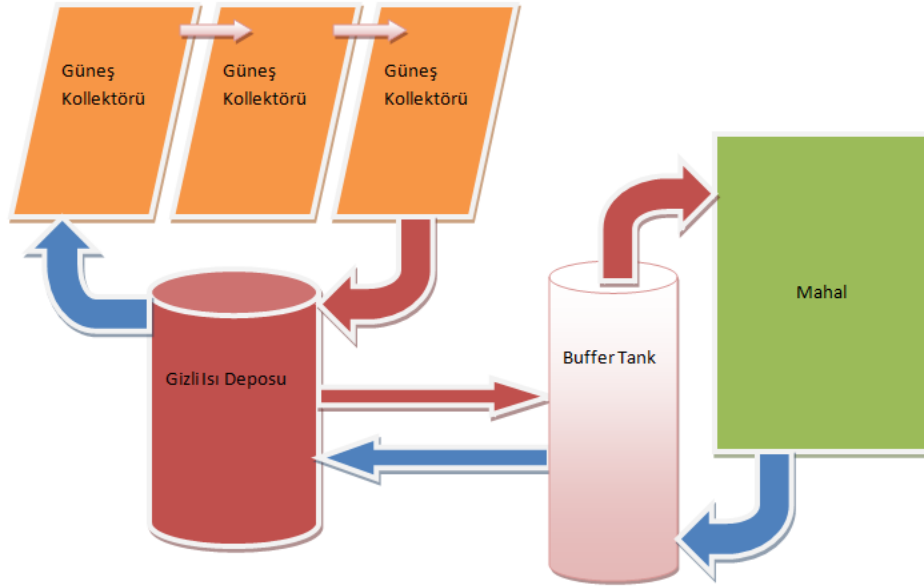 Güneş
Kollektörü
Güneş
Kollektörü
Güneş
Kollektörü
Mahal
Buffer Tank
Gizli Isı Deposu